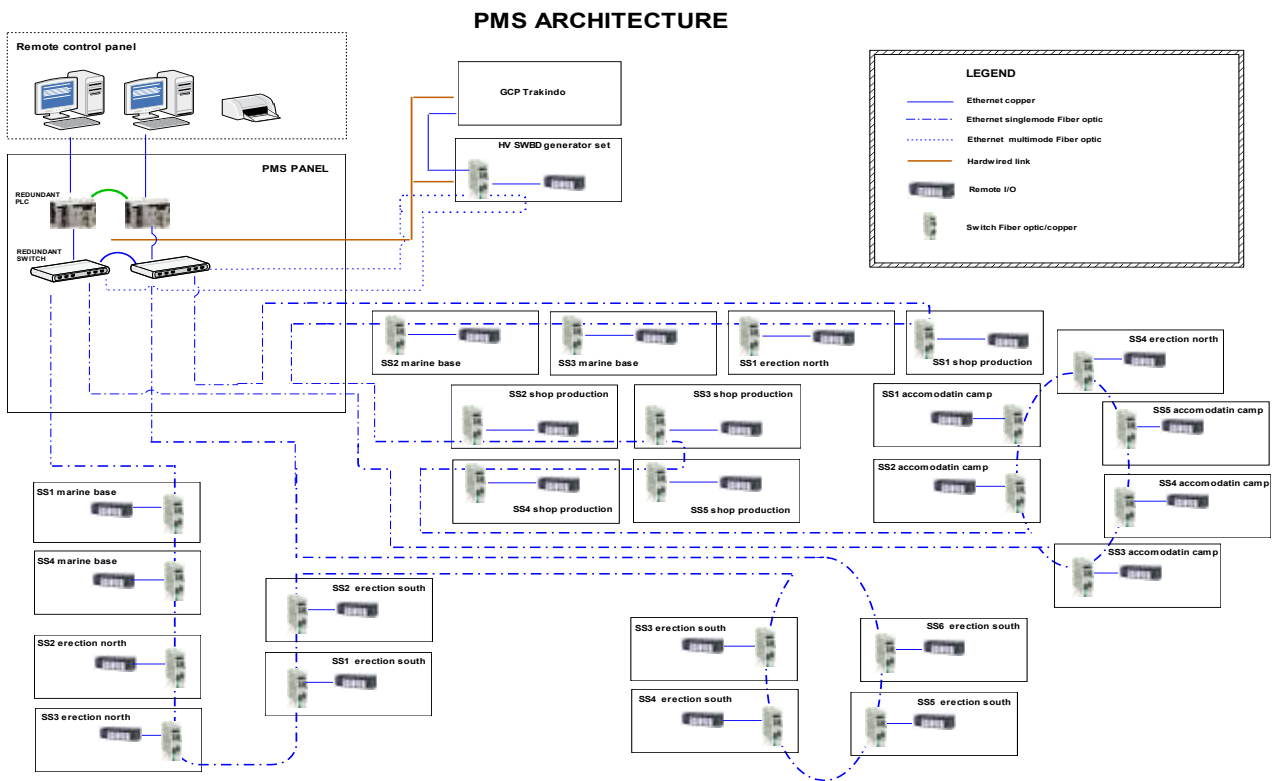 PMS ARCHITECTURE
Remote control panel
GCP Trakindo
HV SWBD generator set
PMS PANEL
REDUNDANT
PLC
REDUNDANT
SWITCH
LEGEND
Ethernet copper
Ethernet singlemode Fiber optic
Ethernet multimode Fiber optic
Hardwired link
Remote I/O
Switch Fiber optic/copper
SS2 marine base
SS3 marine base
SS1 erection north
SS1 shop production
SS4 erection north
SS2 shop production
SS3 shop production
SS1 accomodatin camp
SS5 accomodatin camp
SS4 shop production
SS5 shop production
SS2 accomodatin camp
SS4 accomodatin camp
SS3 accomodatin camp
SS1 marine base
SS4 marine base
SS2 erection north
SS3 erection north
SS2 erection south
SS1 erection south
SS3 erection south
SS6 erection south
SS4 erection south
SS5 erection south